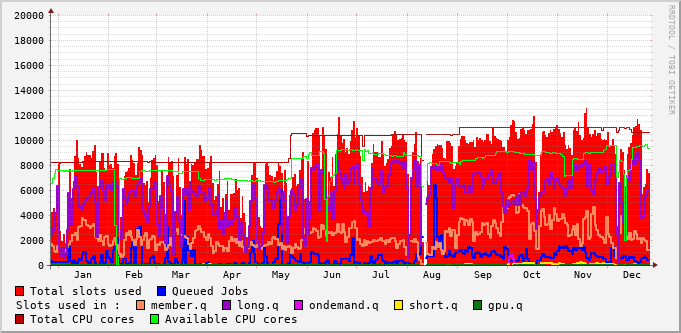 RRDTOOL / TOBI OETIKER
20000
18000
16000
14000
12000
10000
8000
6000
4000
2000
0
Jan Feb Mar Apr May Jun Jul Aug Sep Oct Nov Dec
Total slots used Queued Jobs
Slots used in : member.q long.q ondemand.q short.q gpu.q
Total CPU cores Available CPU cores